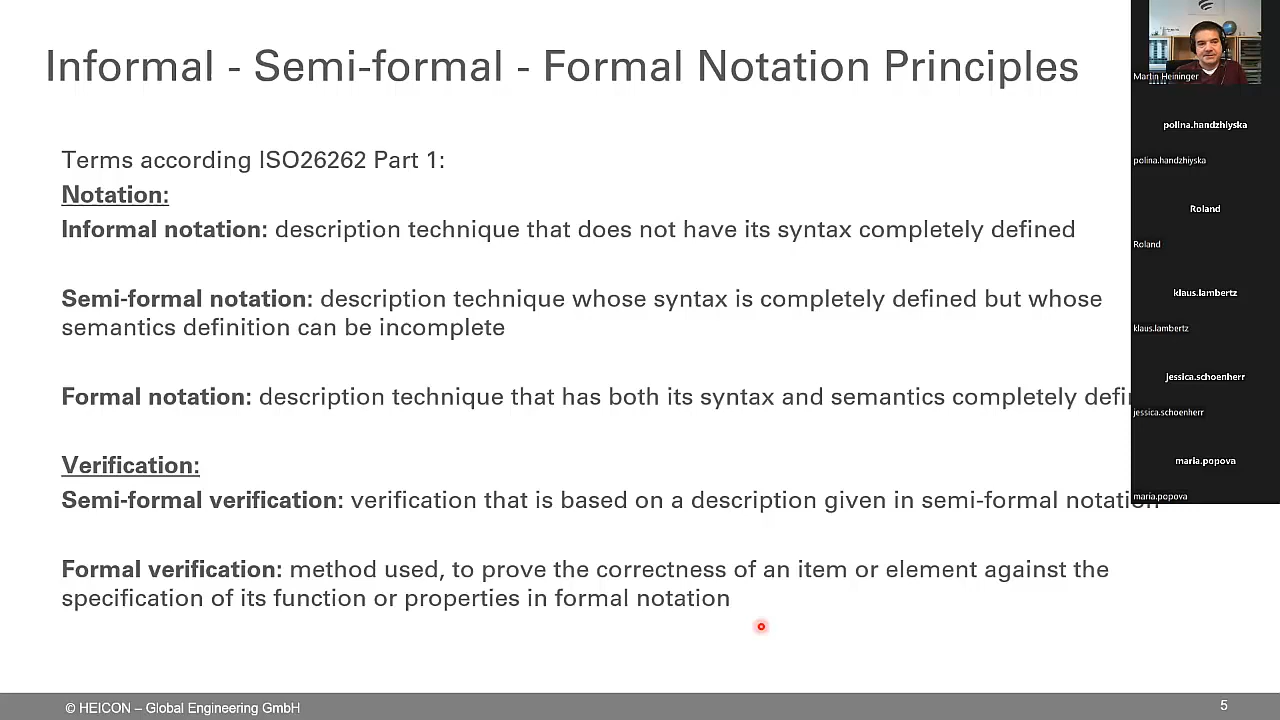 Informal - Semi-formal - Formal Notation Principles
Terms according ISO26262 Part 1:
Notation:
Informal notation: description technique that does not have its syntax completely defined
Semi-formal notation: description technique whose syntax is completely defined but whose
semantics definition can be incomplete
Formal notation: description technique that has both its syntax and semantics completely
Verification:
Semi-formal verification: verification that is based on a description given in semi-formal notation
Formal verification: method used, to prove the correctness of an item or element against the
specification of its function or properties in formal notation
© HEICON – Global Engineering GmbH
5
Martin Heininger
polina.handzhiyska
polina.handzhiyska
Roland
Roland
klaus.lambertz
klaus.lambertz
jessica.schoenherr
jessica.schoenherr
maria.popova
maria.popova